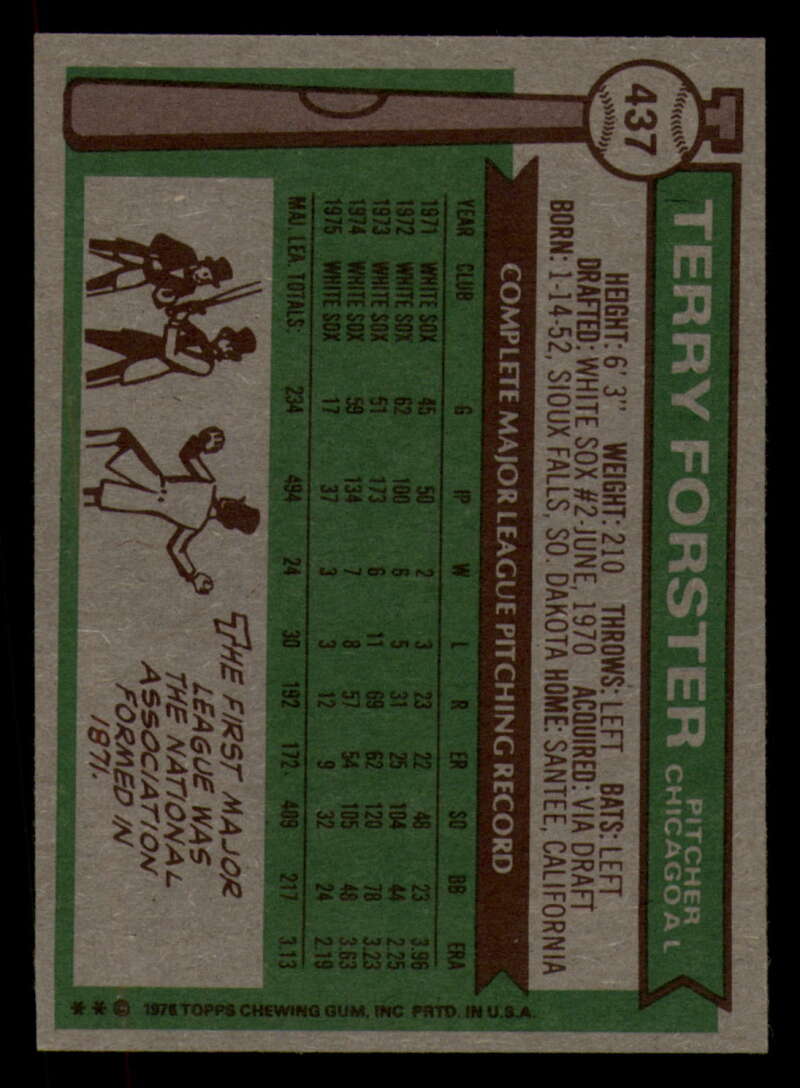 437
TERRY FORSTER
PITCHER
CHICAGO A L
HEIGHT: 6' 3" WEIGHT: 210 THROWS: LEFT BATS: LEFT
DRAFTED: WHITE SOX #2-JUNE, 1970 ACQUIRED: VIA DRAFT
BORN: 1-14-52, SIOUX FALLS, SO. DAKOTA HOME: SANTEE, CALIFORNIA
COMPLETE MAJOR LEAGUE PITCHING RECORD
YEAR CLUB G IP W L R ER SO BB ERA
1971 WHITE SOX 45 50 2 3 23 22 48 23 3.96
1972 WHITE SOX 62 100 6 5 31 25 104 44 2.25
1973 WHITE SOX 51 173 6 11 69 62 120 78 3.23
1974 WHITE SOX 59 134 7 8 57 54 105 48 3.63
1975 WHITE SOX 17 37 3 3 12 9 32 24 2.19
MAJ. LEA. TOTALS: 234 494 24 30 192 172 409 217 3.13
THE FIRST MAJOR
LEAGUE WAS
THE NATIONAL
ASSOCIATION
FORMED IN
1871.
* * © 1976 TOPPS CHEWING GUM, INC PRTD. IN U.S.A.